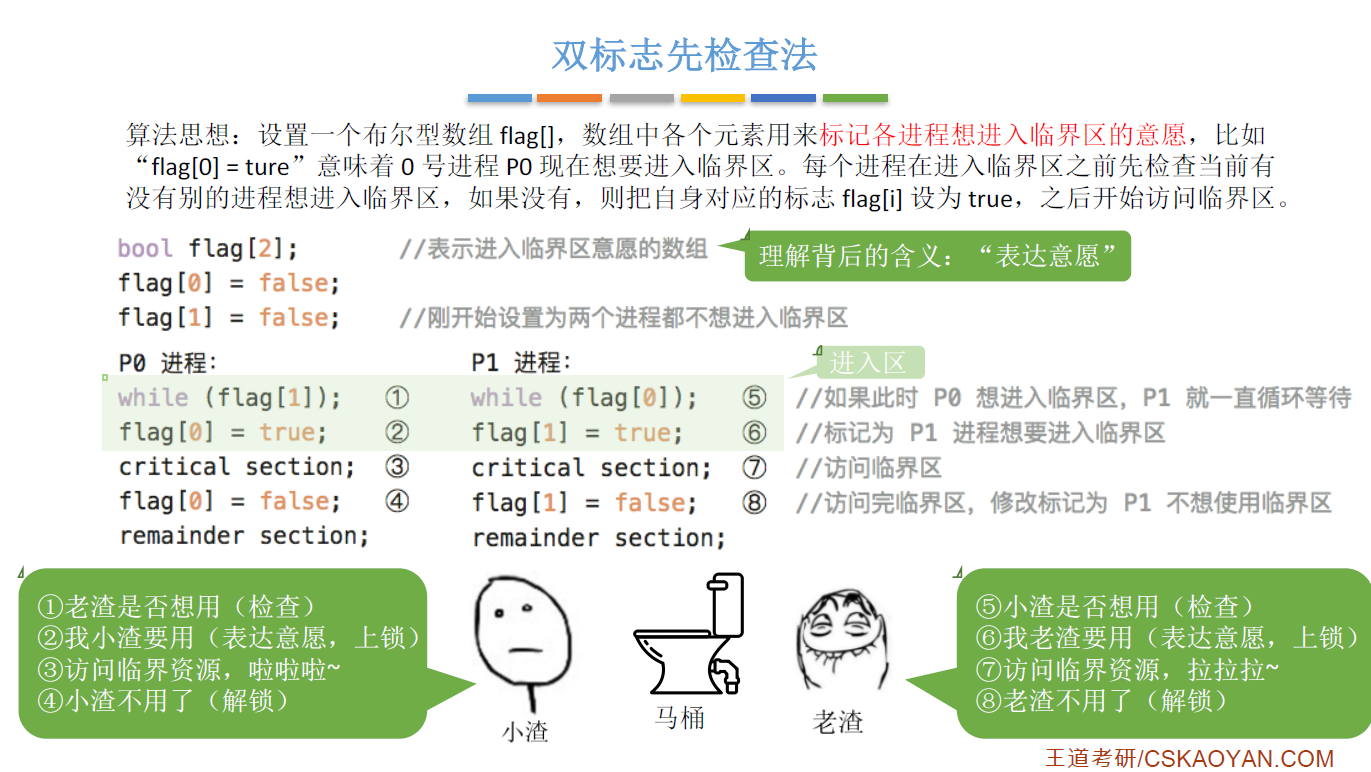 双标志先检查法
算法思想：设置一个布尔型数组 flag[]，数组中各个元素用来标记各进程想进入临界区的意愿，比如
“flag[0] = ture”意味着 0 号进程 P0 现在想要进入临界区。每个进程在进入临界区之前先检查当前有
没有别的进程想进入临界区，如果没有，则把自身对应的标志 flag[i] 设为 true，之后开始访问临界区。
bool flag[2]; //表示进入临界区意愿的数组
理解背后的含义：“表达意愿”
flag[0] = false;
flag[1] = false; //刚开始设置为两个进程都不想进入临界区
P0 进程： P1 进程：
进入区
while (flag[1]); ① while (flag[0]); ⑤ //如果此时 P0 想进入临界区，P1 就一直循环等待
flag[0] = true; ② flag[1] = true; ⑥ //标记为 P1 进程想要进入临界区
critical section; ③ critical section; ⑦ //访问临界区
flag[0] = false; ④ flag[1] = false; ⑧ //访问完临界区，修改标记为 P1 不想使用临界区
remainder section; remainder section;
①老渣是否想用（检查）
②我小渣要用（表达意愿，上锁）
③访问临界资源，啦啦啦~
④小渣不用了（解锁）
小渣
马桶
老渣
⑤小渣是否想用（检查）
⑥我老渣要用（表达意愿，上锁）
⑦访问临界资源，拉拉拉~
⑧老渣不用了（解锁）
王道考研/CSKAOYAN.COM